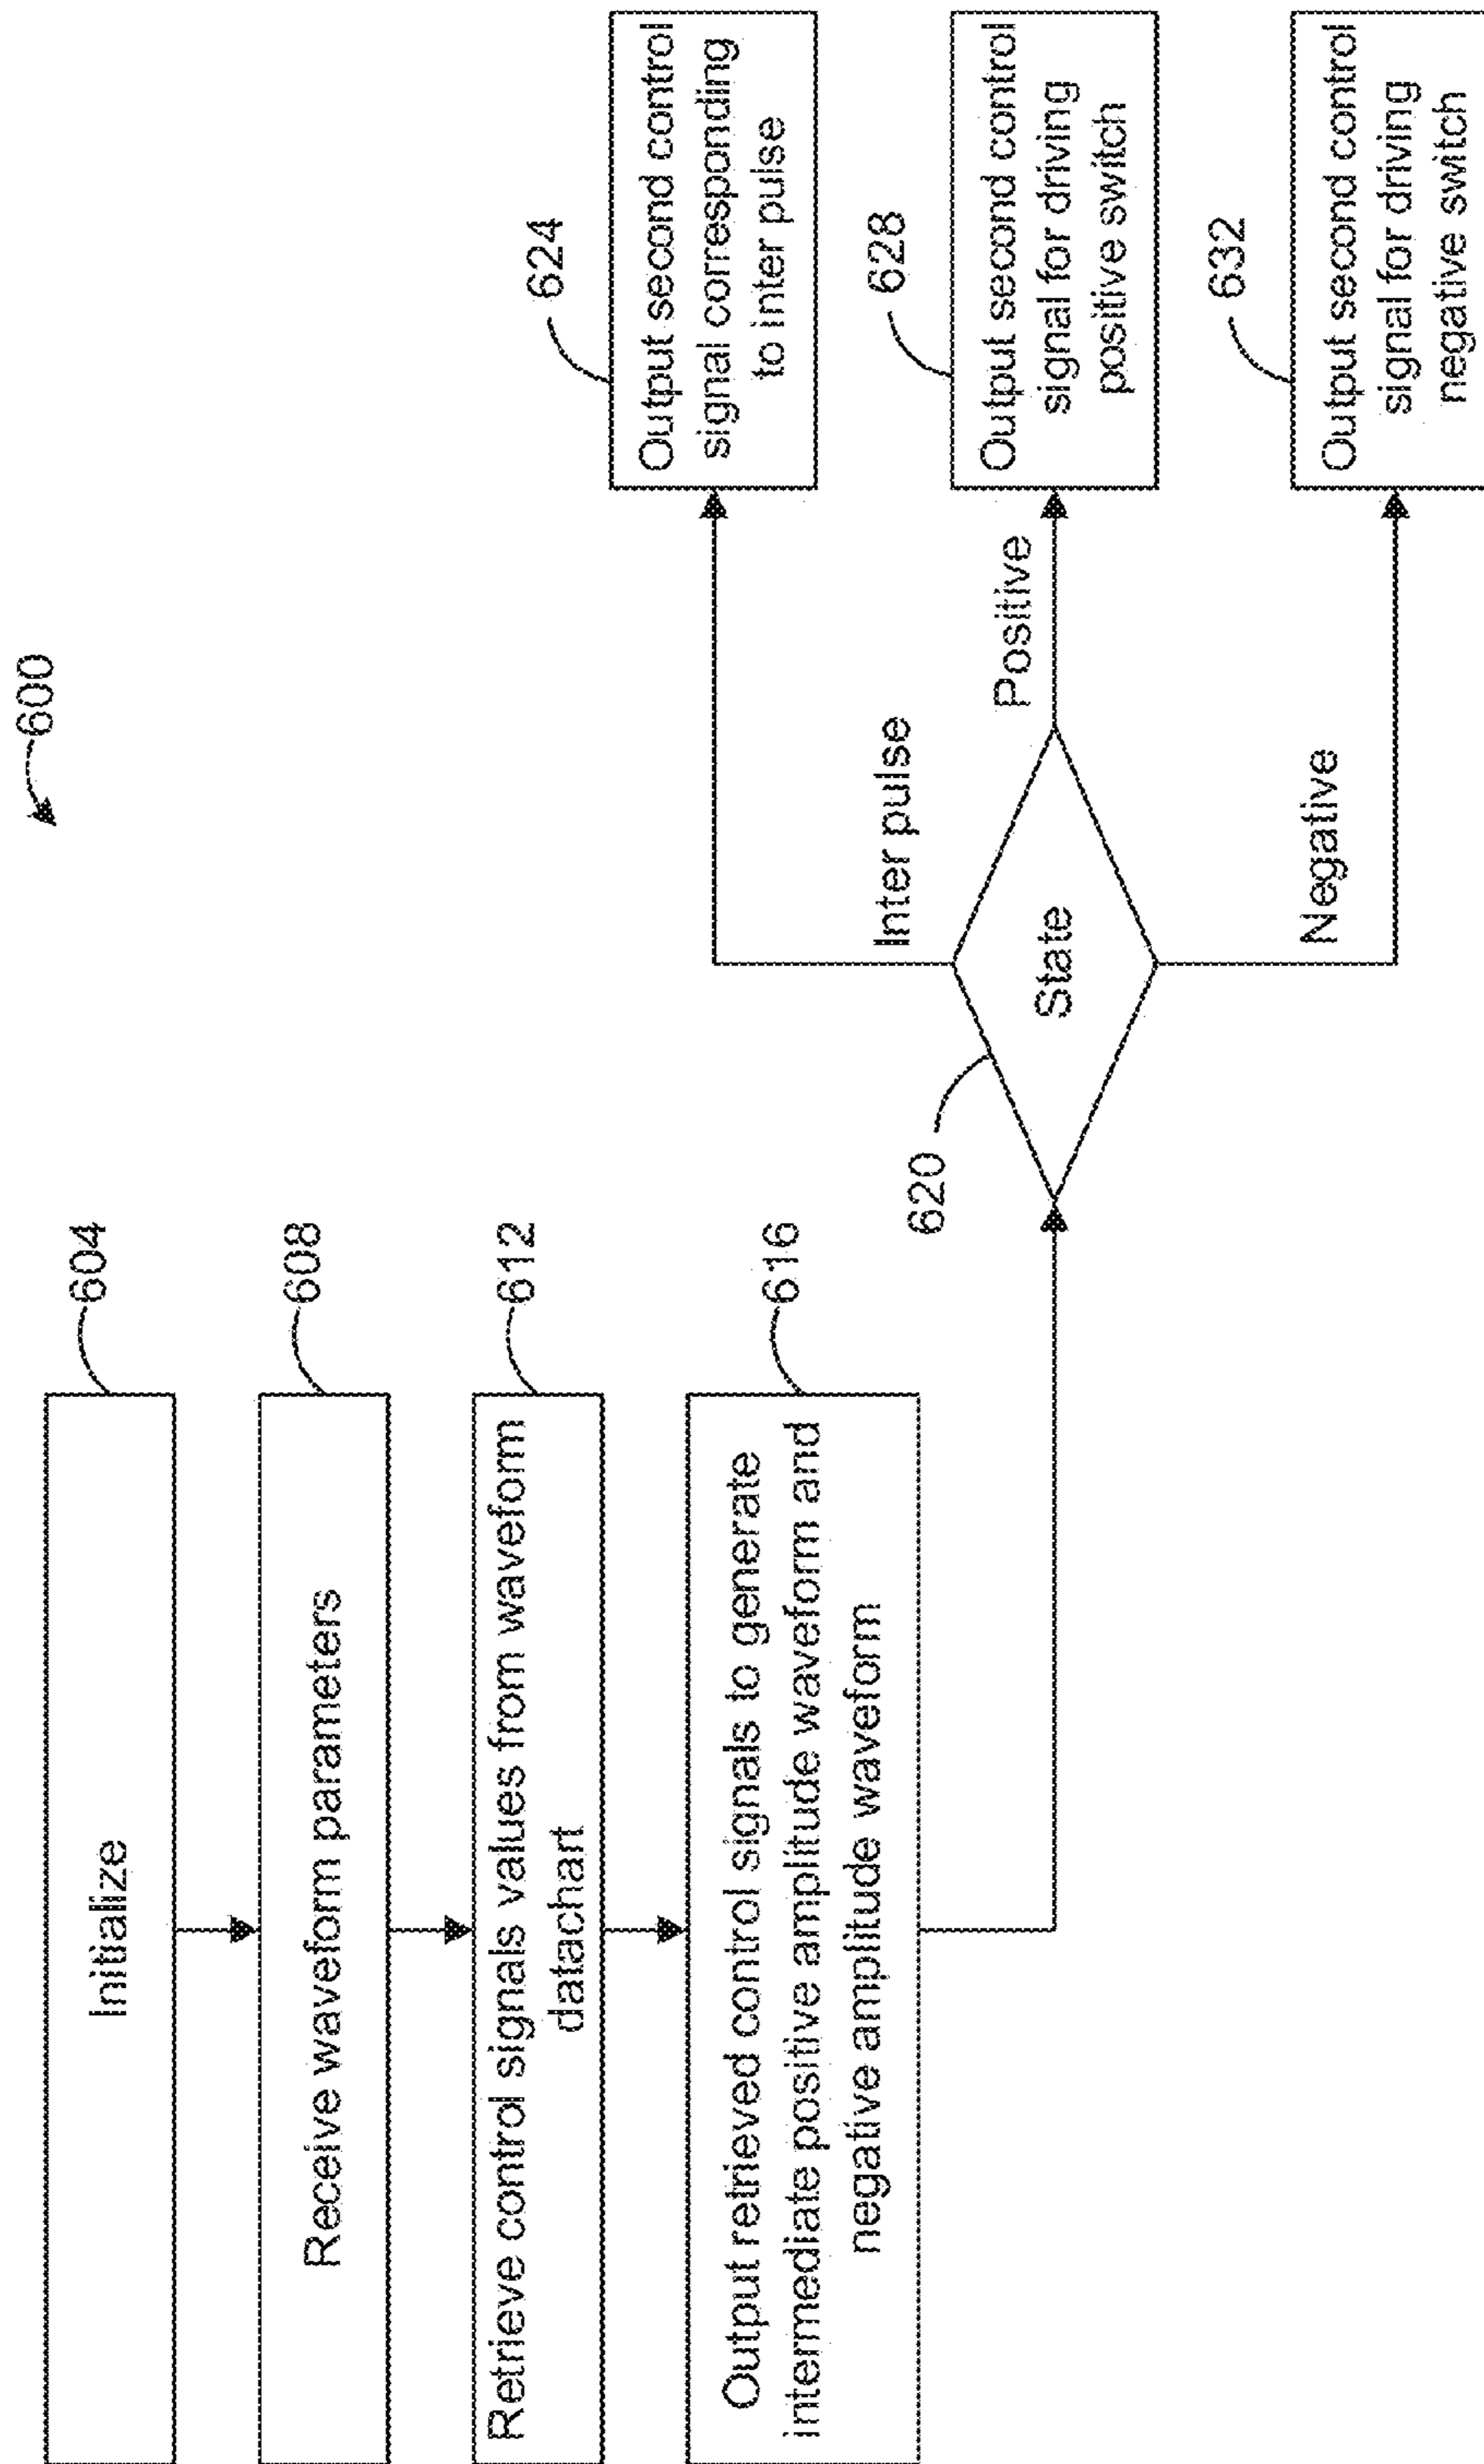 600
Initialize
604
Receive waveform parameters
608
Retrieve control signals values from waveform
datachart
612
Output retrieved control signals to generate
intermediate positive amplitude waveform and
negative amplitude waveform
616
620
State
Inter pulse
Positive
Negative
624
Output second control
signal corresponding
to inter pulse
628
Output second control
signal for driving
positive switch
632
Output second control
signal for driving
negative switch